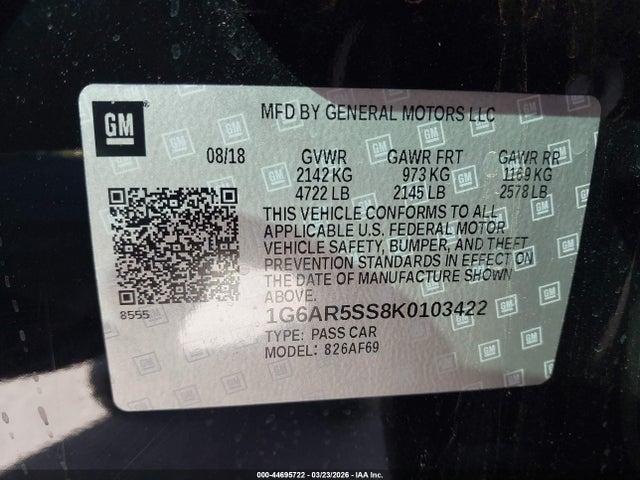 GM
MFD BY GENERAL MOTORS LLC
08/18 GVWR GAWR FRT GAWR RR
2142 KG 973 KG 1169 KG
4722 LB 2145 LB 2578 LB
THIS VEHICLE CONFORMS TO ALL
APPLICABLE U.S. FEDERAL MOTOR
VEHICLE SAFETY, BUMPER, AND THEFT
PREVENTION STANDARDS IN EFFECT ON
THE DATE OF MANUFACTURE SHOWN
ABOVE.
8555
1G6AR5SS8K0103422
TYPE: PASS CAR
MODEL: 826AF69
000-44695722 | 03/23/2026 | IAA Inc.